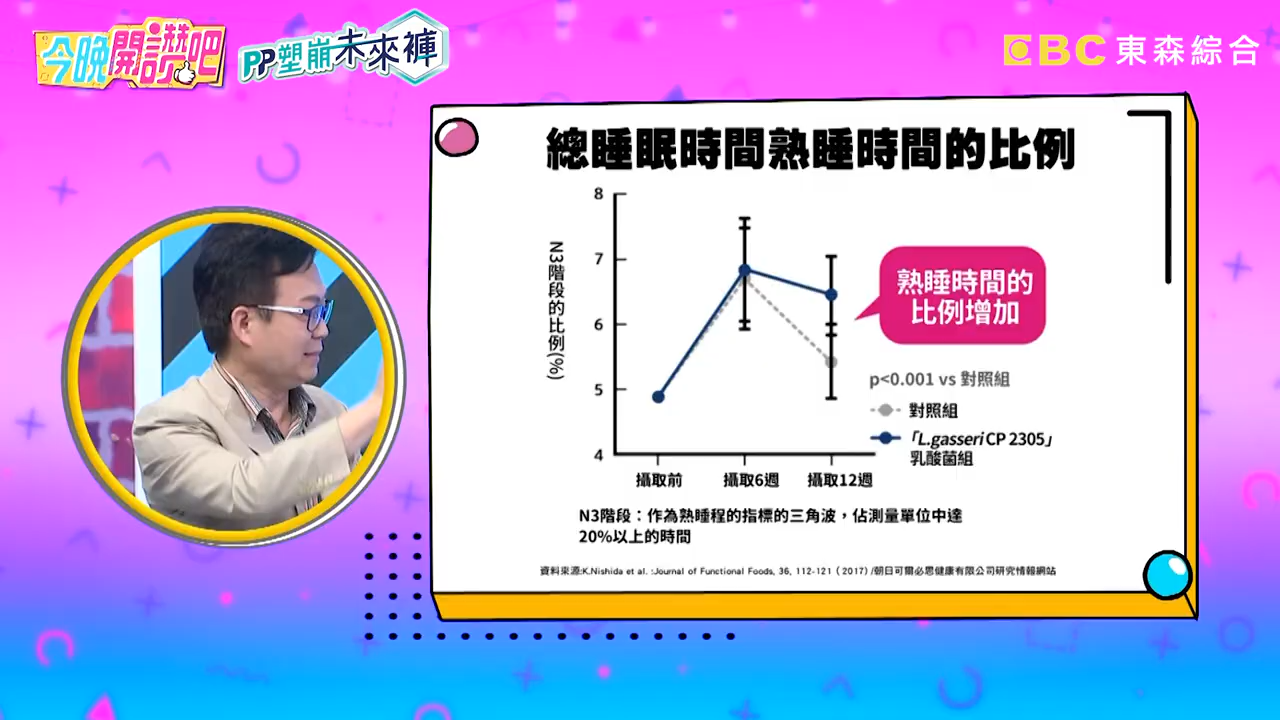 今晚開讚吧
PP塑崩未來褲
EBC 東森綜合
總睡眠時間熟睡時間的比例
N3階段的比例(%)
8
7
6
5
4
攝取前
攝取6週
攝取12週
熟睡時間的
比例增加
p<0.001 vs 對照組
對照組
「L.gasseri CP 2305」
乳酸菌組
N3階段：作為熟睡程的指標的三角波，佔測量單位中達
20%以上的時間
資料來源:K.Nishida et al. :Journal of Functional Foods, 36, 112-121（2017）/朝日可爾必思健康有限公司研究情報網站